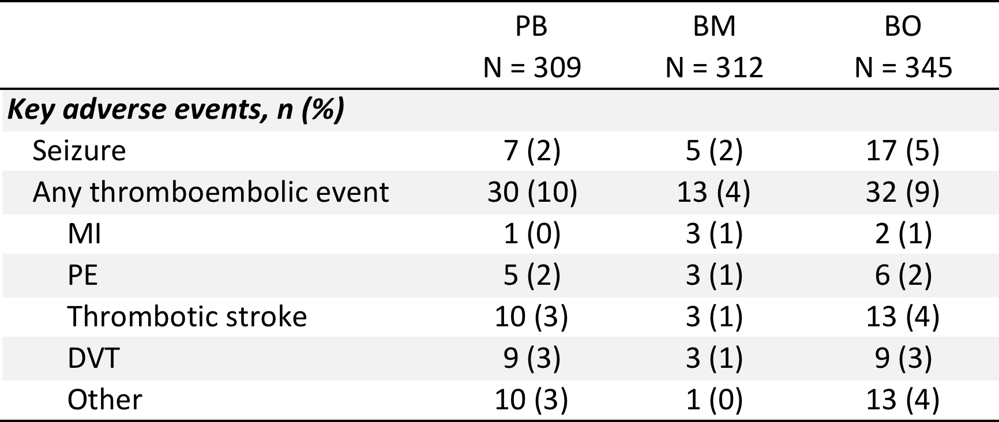 PB BM BO
N = 309 N = 312 N = 345
Key adverse events, n (%)
Seizure 7 (2) 5 (2) 17 (5)
Any thromboembolic event 30 (10) 13 (4) 32 (9)
MI 1 (0) 3 (1) 2 (1)
PE 5 (2) 3 (1) 6 (2)
Thrombotic stroke 10 (3) 3 (1) 13 (4)
DVT 9 (3) 3 (1) 9 (3)
Other 10 (3) 1 (0) 13 (4)